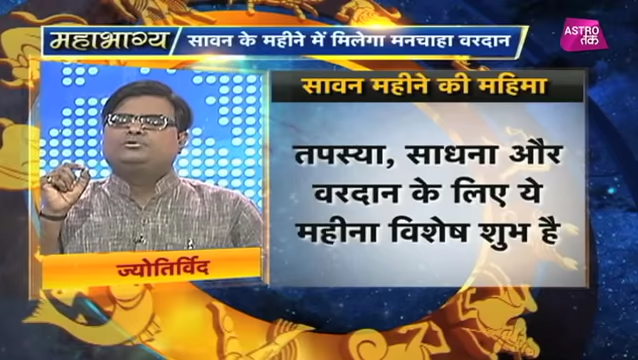 महाभाग्य सावन के महीने में मिलेगा मनचाहा वरदान
ASTRO
तक
सावन महीने की महिमा
तपस्या, साधना और
वरदान के लिए ये
महीना विशेष शुभ है
ज्योतिर्विद